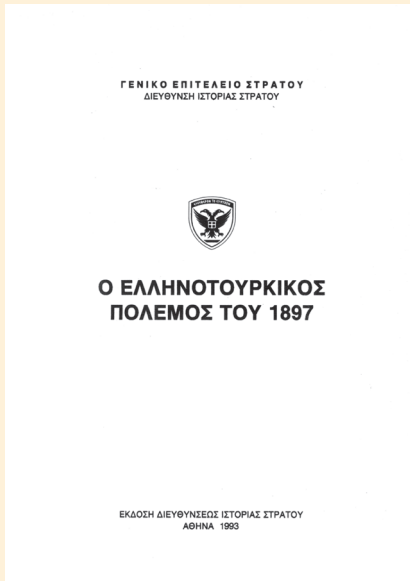 ΓΕΝΙΚΟ ΕΠΙΤΕΛΕΙΟ ΣΤΡΑΤΟΥ
ΔΙΕΥΘΥΝΣΗ ΙΣΤΟΡΙΑΣ ΣΤΡΑΤΟΥ
Ο ΕΛΛΗΝΟΤΟΥΡΚΙΚΟΣ
ΠΟΛΕΜΟΣ ΤΟΥ 1897
ΕΚΔΟΣΗ ΔΙΕΥΘΥΝΣΕΩΣ ΙΣΤΟΡΙΑΣ ΣΤΡΑΤΟΥ
ΑΘΗΝΑ 1993